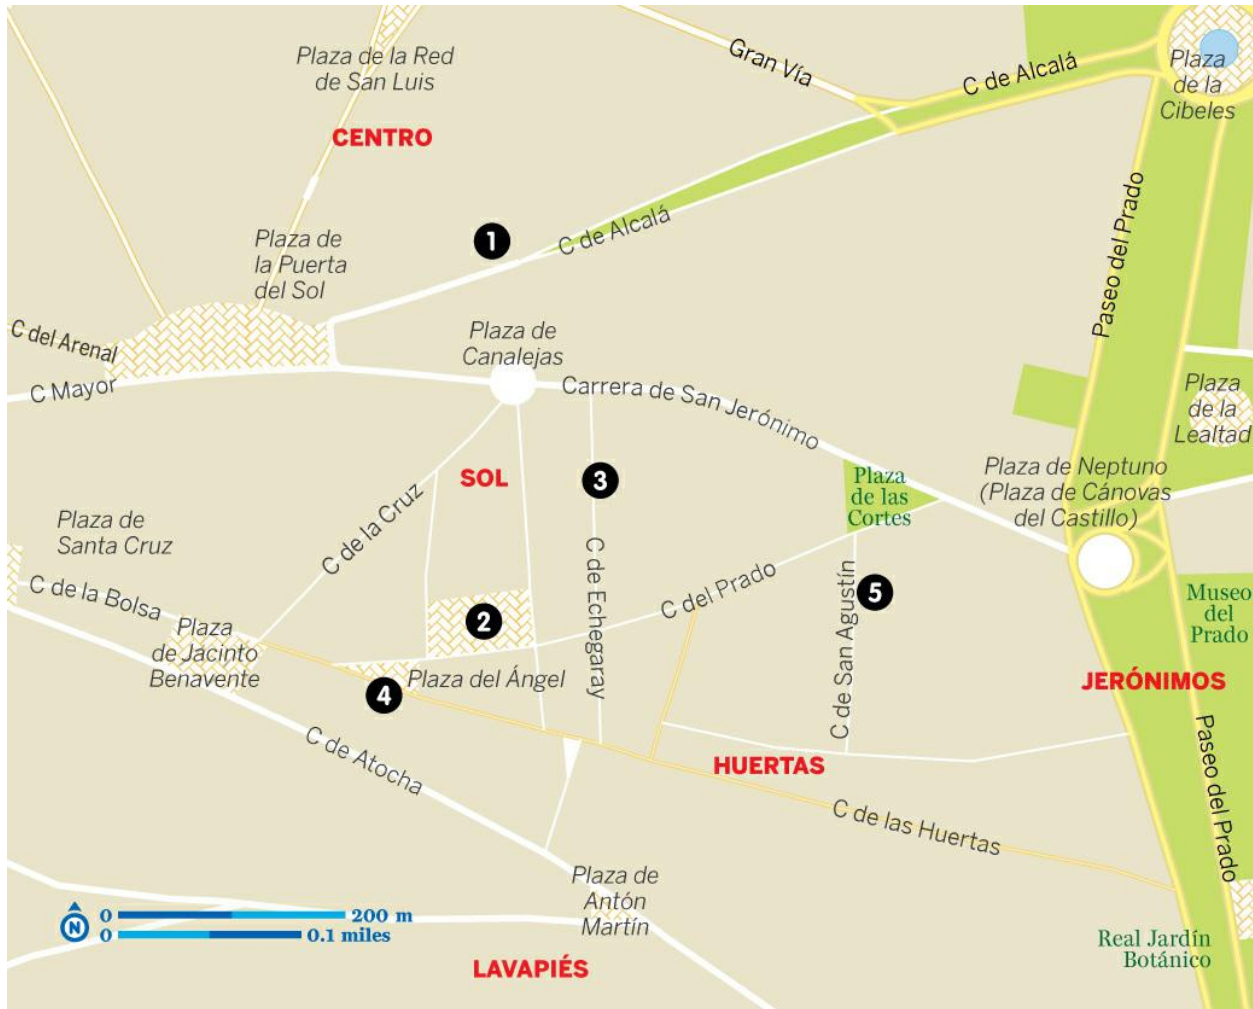 Plaza de la Red
de San Luis
CENTRO
Gran Vía
C de Alcalá
Plaza
de la
Cibeles
Plaza de
la Puerta
del Sol
1
C de Alcalá
Paseo del Prado
C del Arenal
C Mayor
Plaza de
Canalejas
Carrera de San Jerónimo
Plaza
de la
Lealtad
SOL
3
Plaza
de las
Cortes
Plaza de Neptuno
(Plaza de Cánovas
del Castillo)
Plaza de
Santa Cruz
C de la Cruz
C de la Bolsa
Plaza
de Jacinto
Benavente
2
C de Echegaray
C del Prado
C de San Agustín
5
Museo
del
Prado
4
Plaza del Ángel
JERÓNIMOS
C de Atocha
HUERTAS
C de las Huertas
Paseo del Prado
Plaza de
Antón
Martín
N
0 200 m
0 0.1 miles
LAVAPIÉS
Real Jardín
Botánico